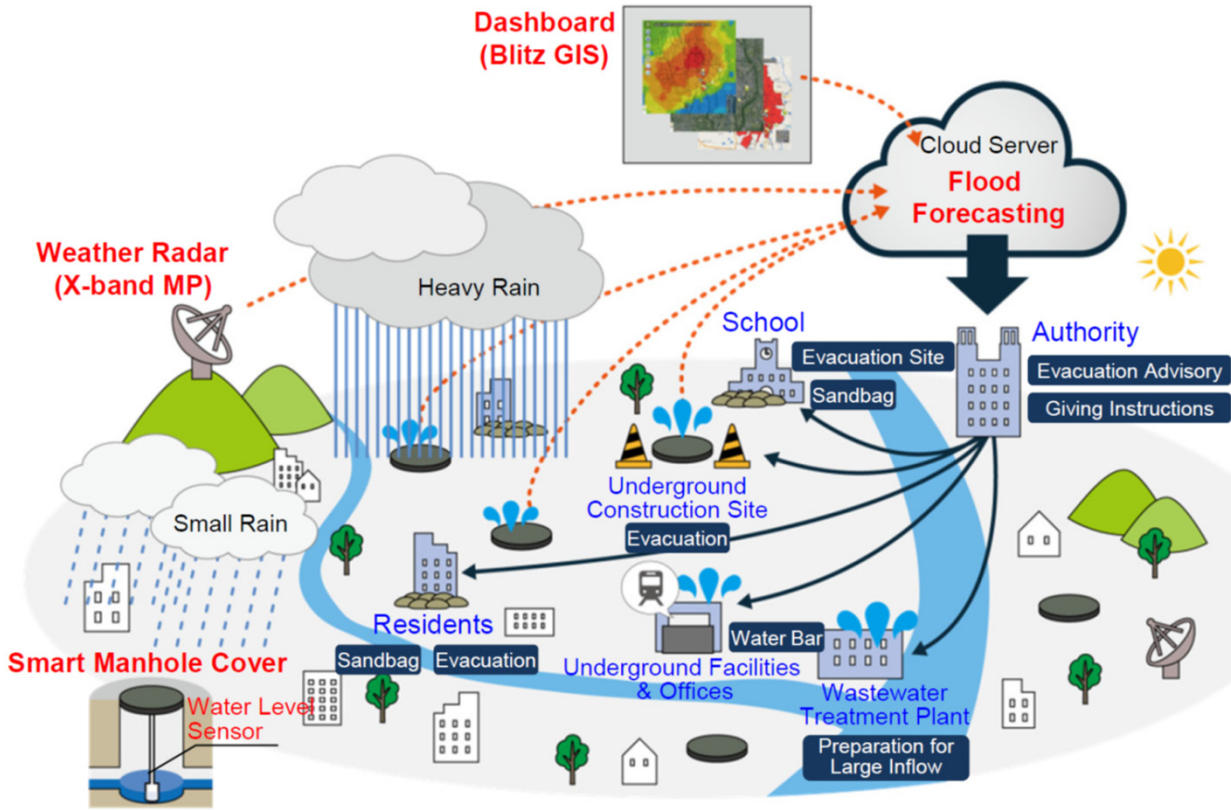 Dashboard
(Blitz GIS)
Cloud Server
Flood
Forecasting
Weather Radar
(X-band MP)
Heavy Rain
School
Evacuation Site
Sandbag
Authority
Evacuation Advisory
Giving Instructions
Small Rain
Underground
Construction Site
Evacuation
Residents
Sandbag
Evacuation
Water Bar
Underground Facilities
& Offices
Wastewater
Treatment Plant
Preparation for
Large Inflow
Smart Manhole Cover
Water Level
Sensor